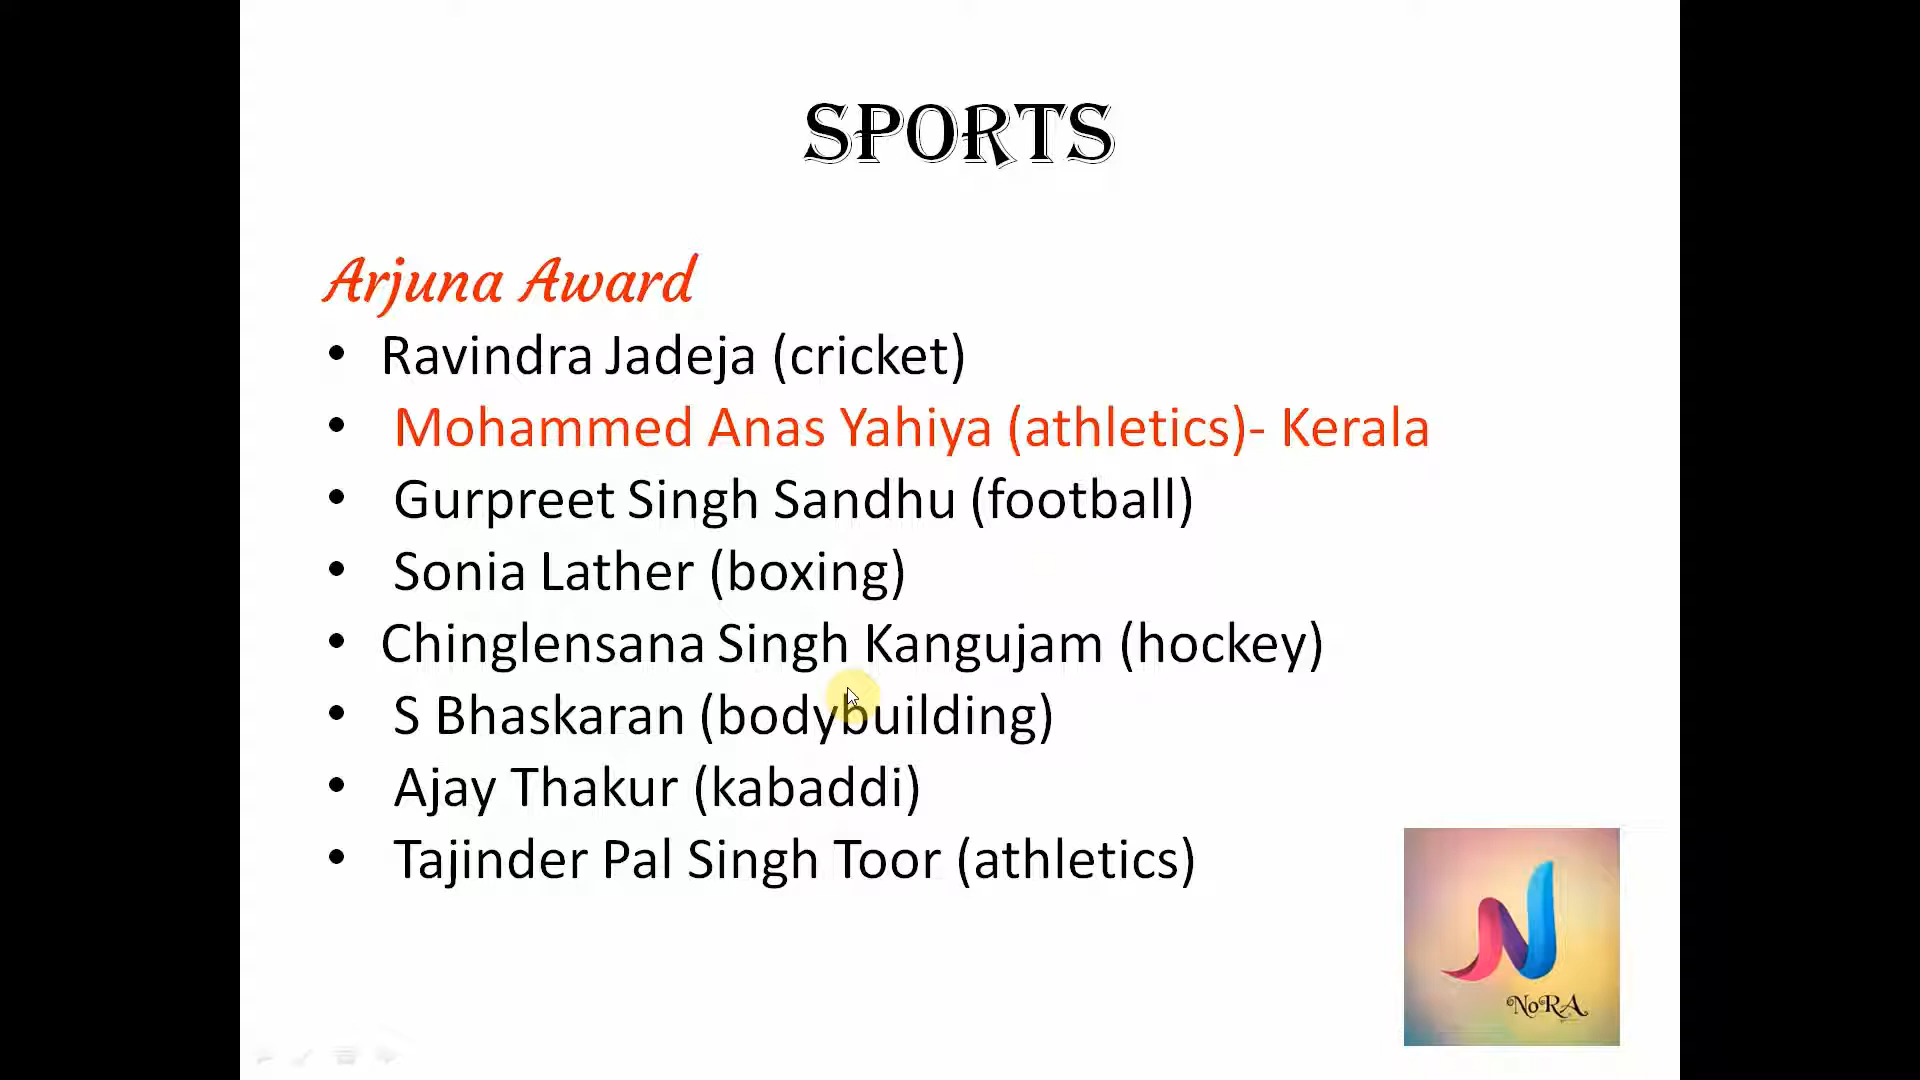 SPORTS
Arjuna Award
• Ravindra Jadeja (cricket)
• Mohammed Anas Yahiya (athletics)- Kerala
• Gurpreet Singh Sandhu (football)
• Sonia Lather (boxing)
• Chinglensana Singh Kangujam (hockey)
• S Bhaskaran (bodybuilding)
• Ajay Thakur (kabaddi)
• Tajinder Pal Singh Toor (athletics)
NoRA